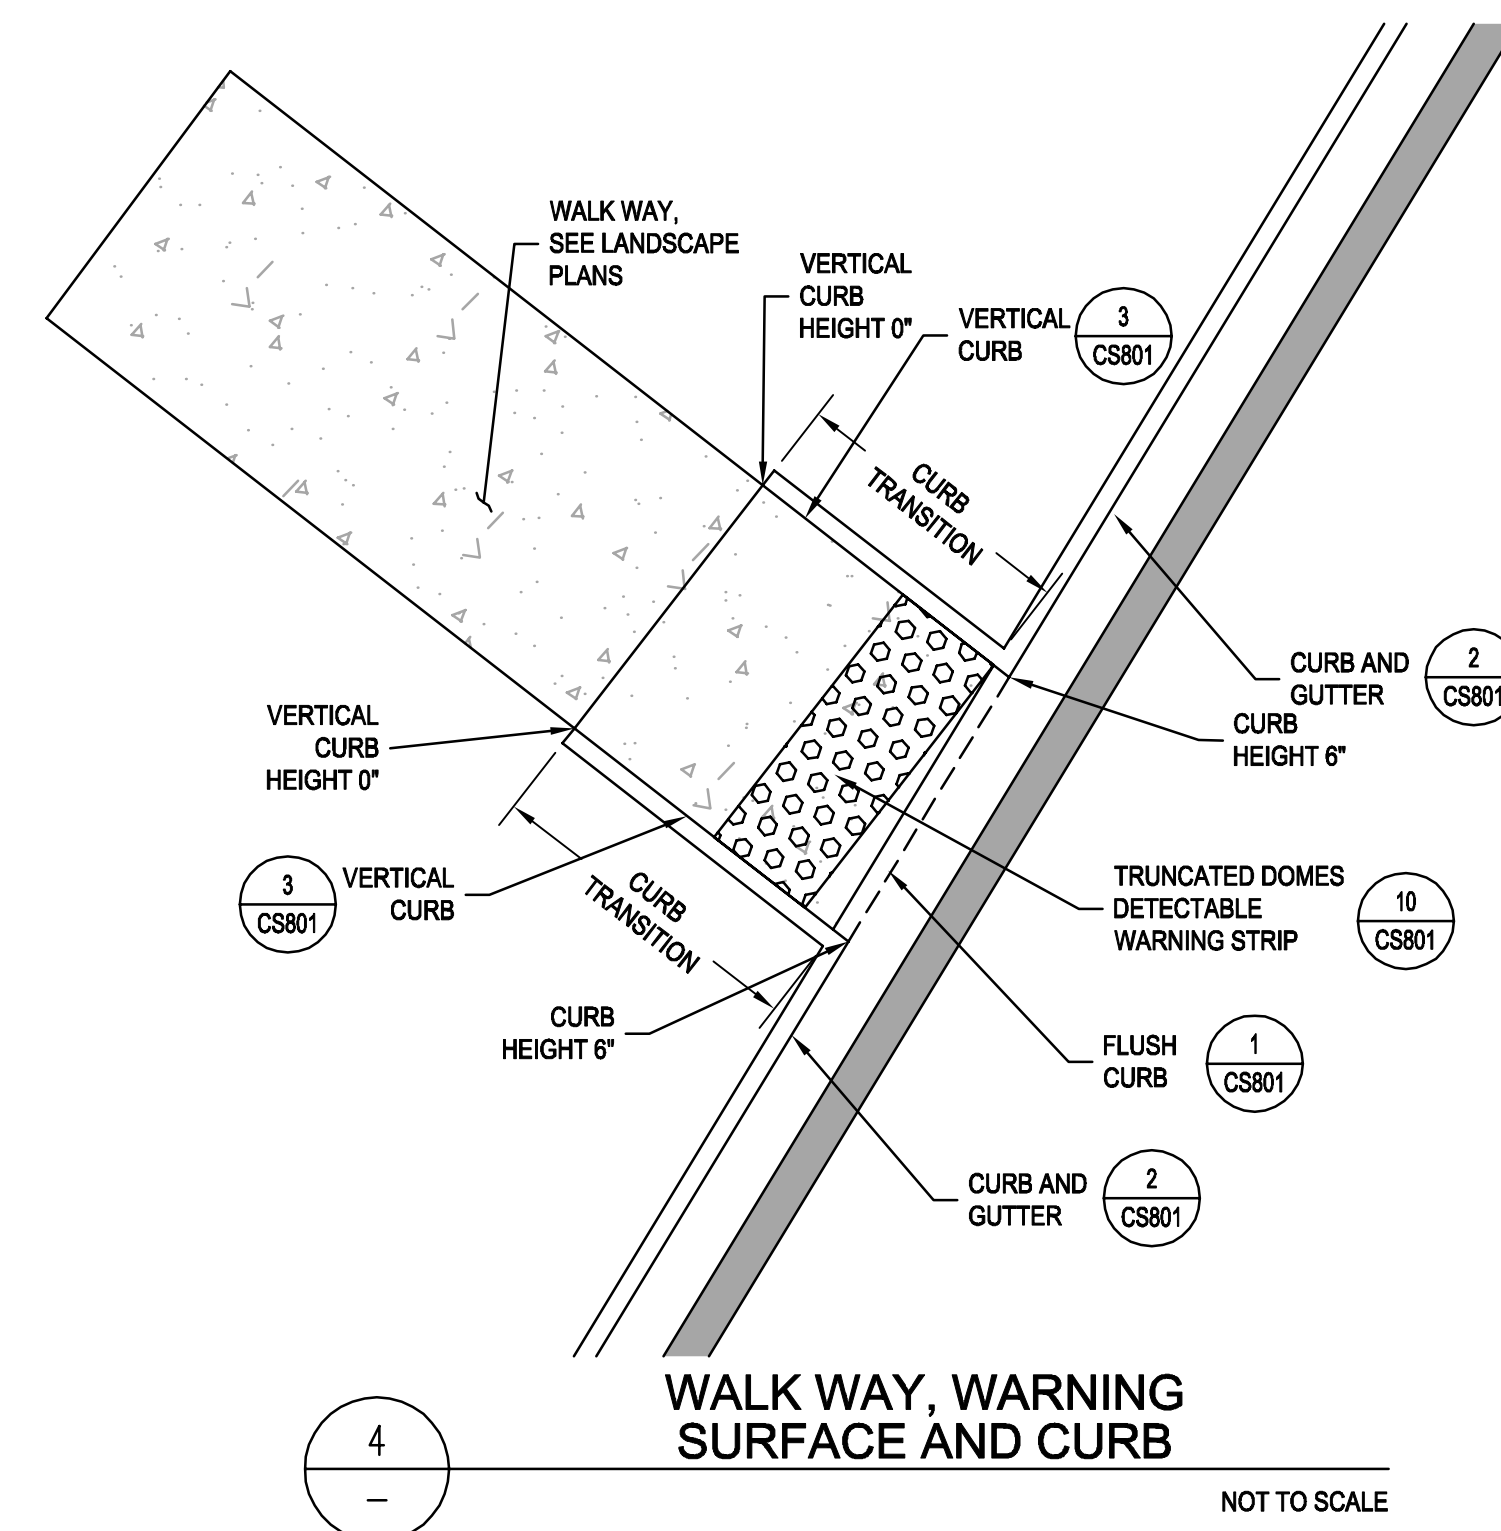 WALK WAY,
SEE LANDSCAPE
PLANS
VERTICAL
CURB
HEIGHT 0"
VERTICAL
CURB
3
CS801
CURB
TRANSITION
CURB AND
GUTTER
2
CS801
CURB
HEIGHT 6"
VERTICAL
CURB
HEIGHT 0"
3
CS801
VERTICAL
CURB
CURB
TRANSITION
TRUNCATED DOMES
DETECTABLE
WARNING STRIP
10
CS801
CURB
HEIGHT 6"
FLUSH
CURB
1
CS801
CURB AND
GUTTER
2
CS801
WALK WAY, WARNING
SURFACE AND CURB
4
–
NOT TO SCALE